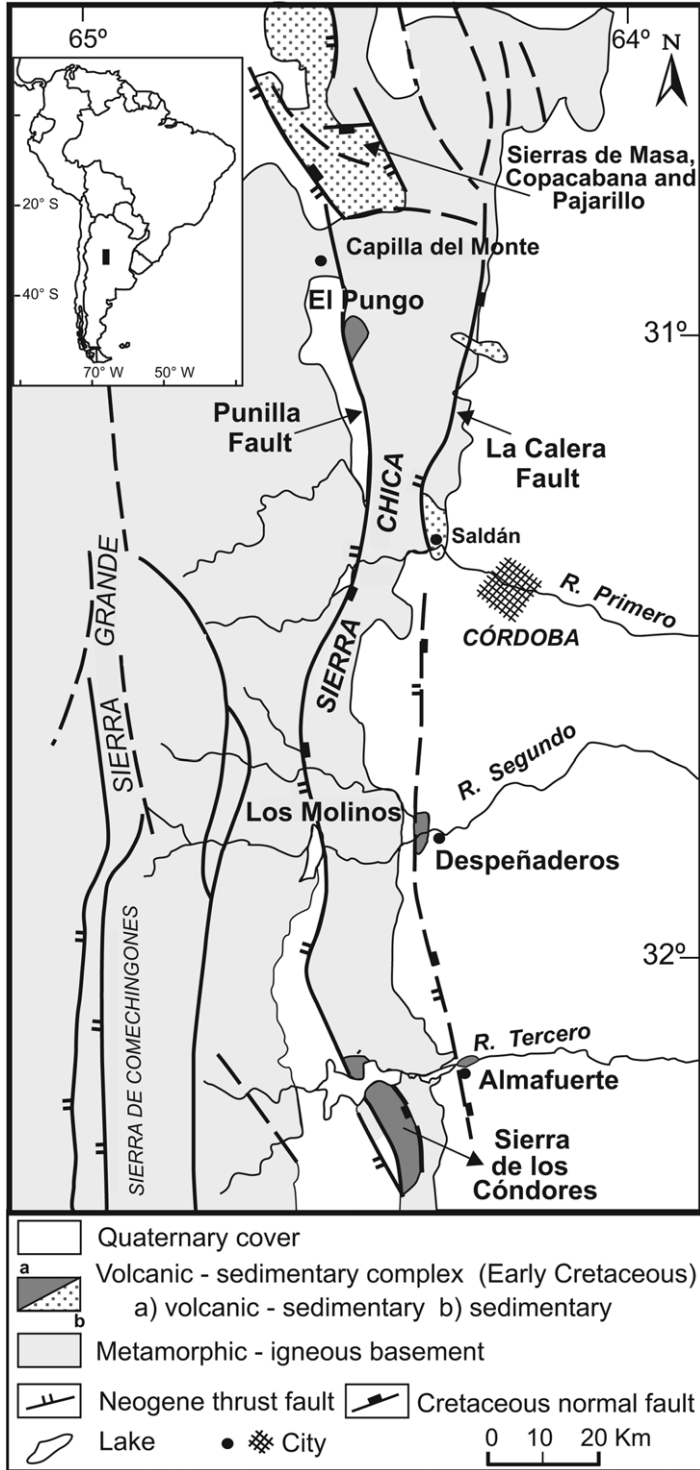 65º
64º
N
20° S
40° S
70° W
50° W
Sierras de Masa,
Copacabana and
Pajarillo
Capilla del Monte
El Pungo
31º
Punilla
Fault
La Calera
Fault
SIERRA CHICA
Saldán
R. Primero
CÓRDOBA
SIERRA GRANDE
R. Segundo
Los Molinos
Despeñaderos
32º
SIERRA DE COMECHINGONES
R. Tercero
Almafuerte
Sierra
de los
Cóndores
Quaternary cover
a
b
Volcanic - sedimentary complex (Early Cretaceous)
a) volcanic - sedimentary b) sedimentary
Metamorphic - igneous basement
Neogene thrust fault
Cretaceous normal fault
Lake
City
0 10 20 Km